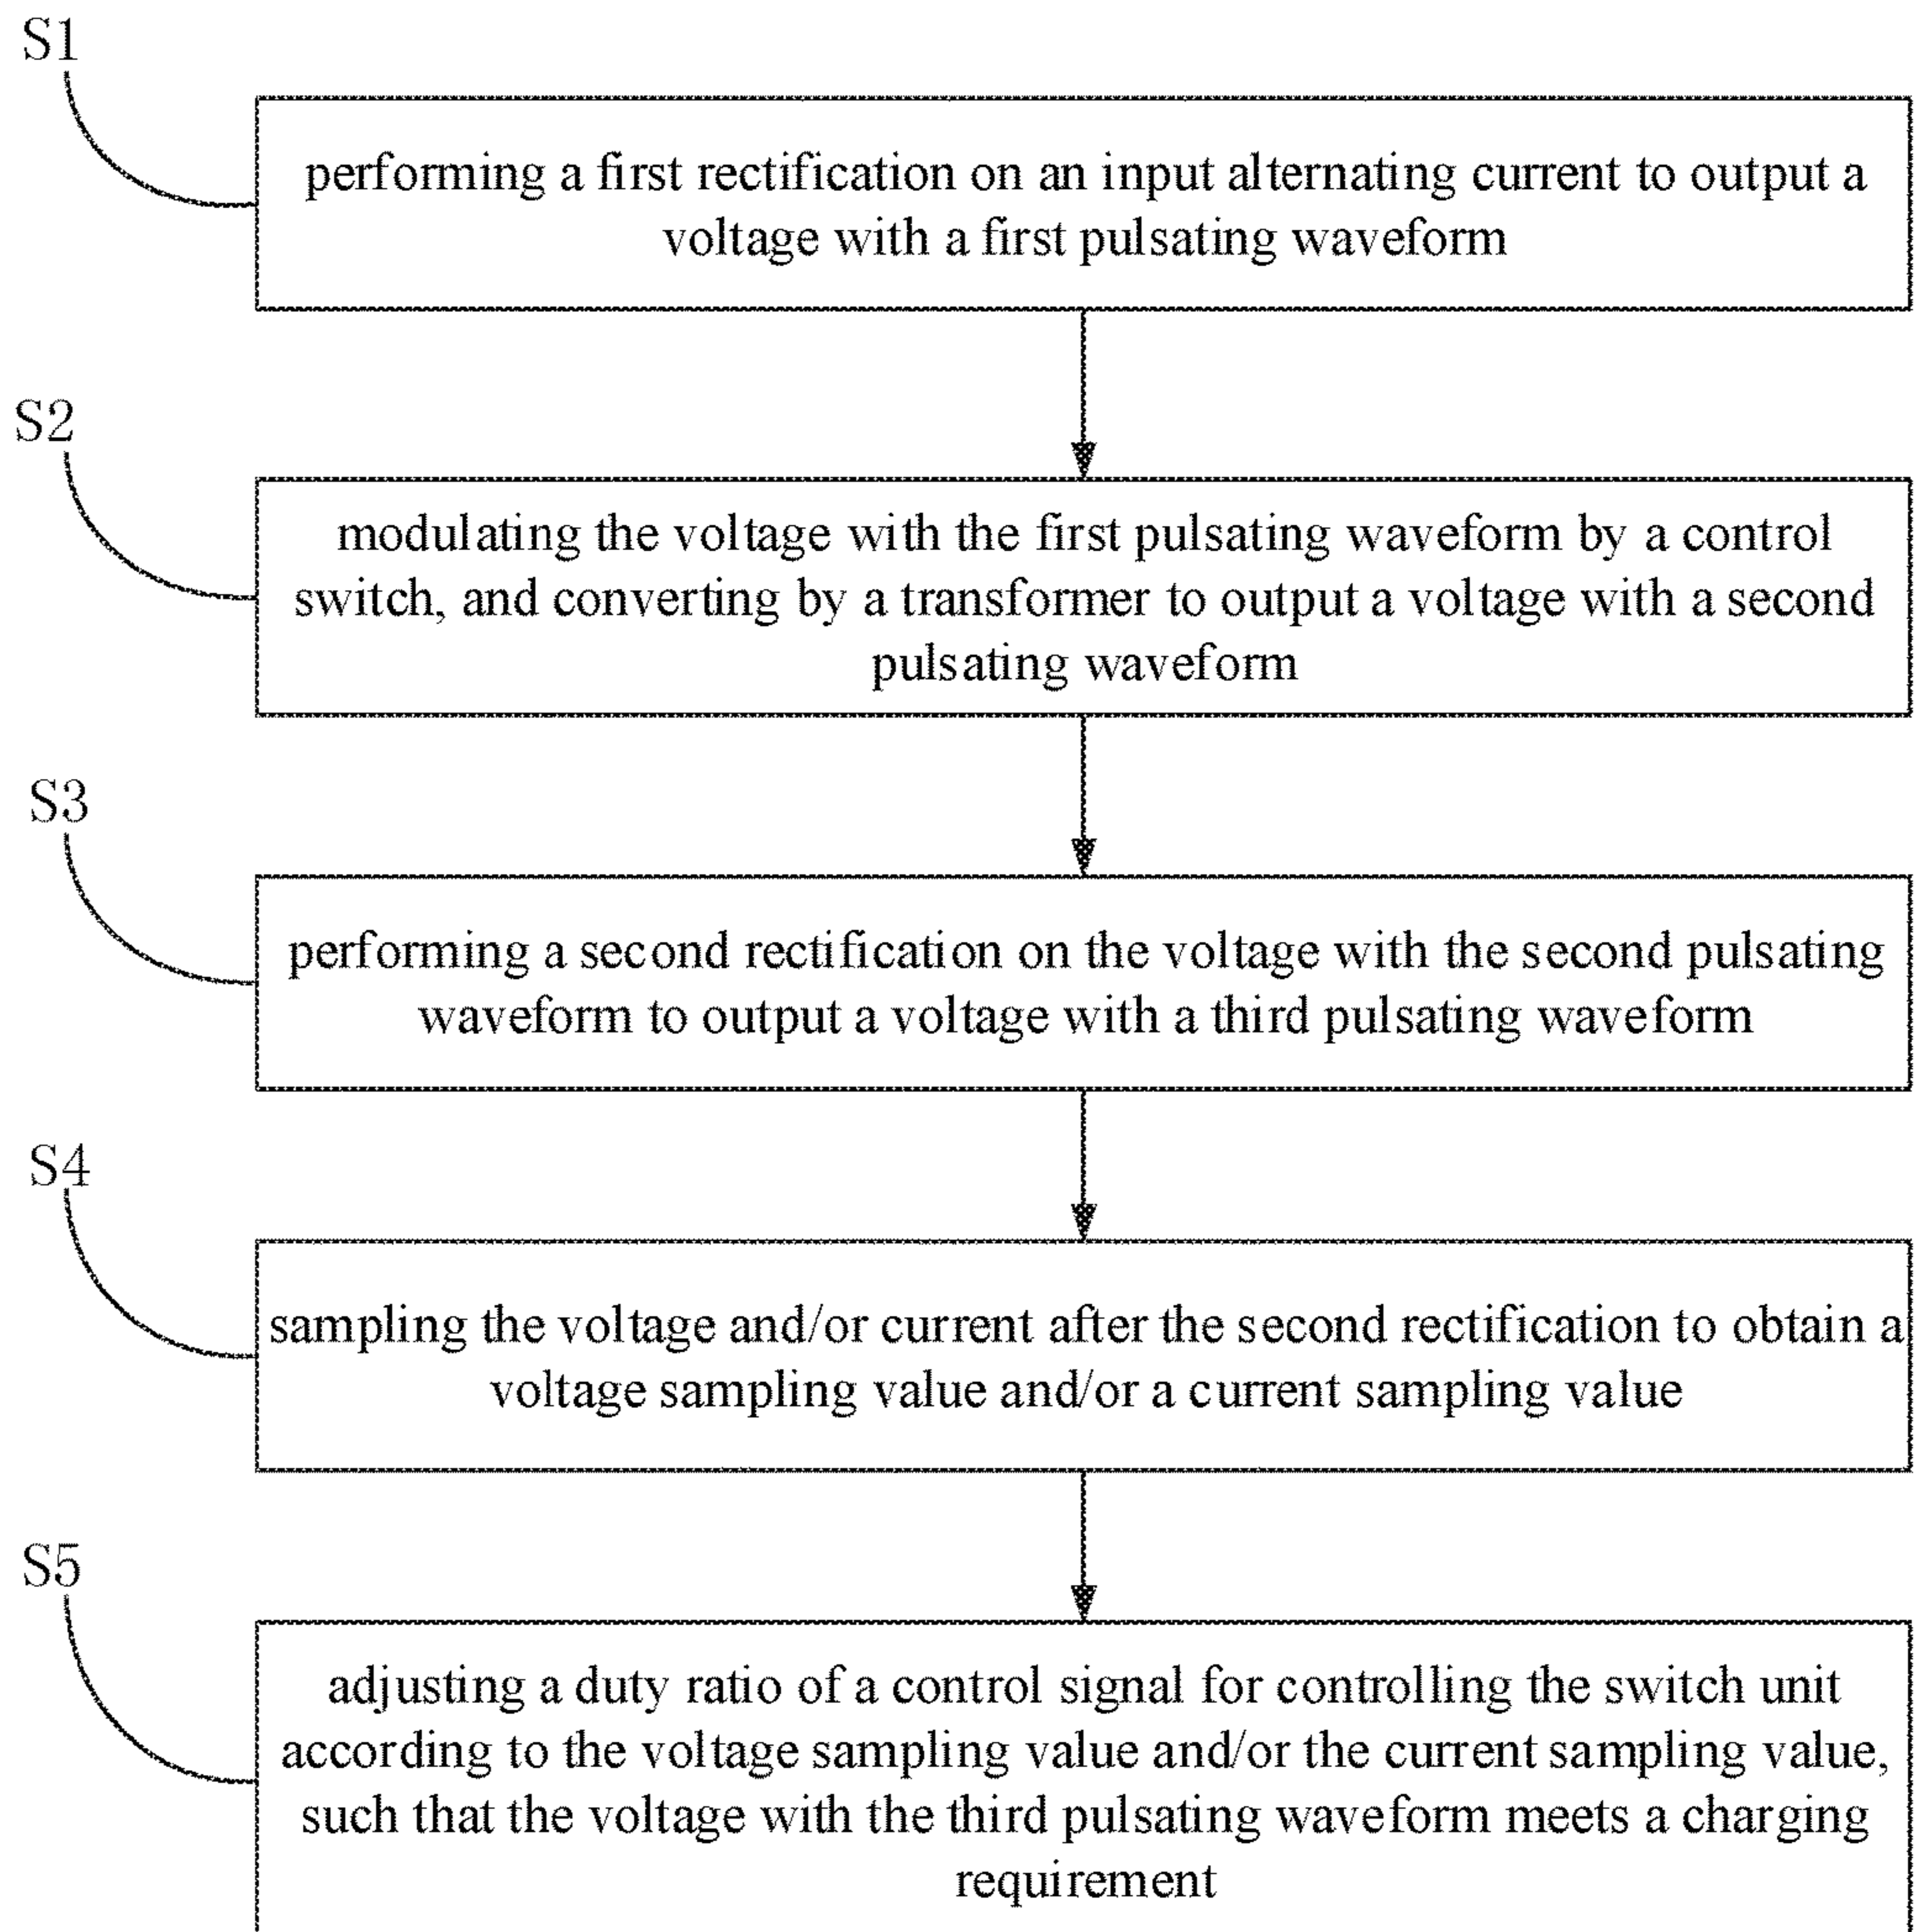 S1
performing a first rectification on an input alternating current to output a
voltage with a first pulsating waveform
S2
modulating the voltage with the first pulsating waveform by a control
switch, and converting by a transformer to output a voltage with a second
pulsating waveform
S3
performing a second rectification on the voltage with the second pulsating
waveform to output a voltage with a third pulsating waveform
S4
sampling the voltage and/or current after the second rectification to obtain a
voltage sampling value and/or a current sampling value
S5
adjusting a duty ratio of a control signal for controlling the switch unit
according to the voltage sampling value and/or the current sampling value,
such that the voltage with the third pulsating waveform meets a charging
requirement